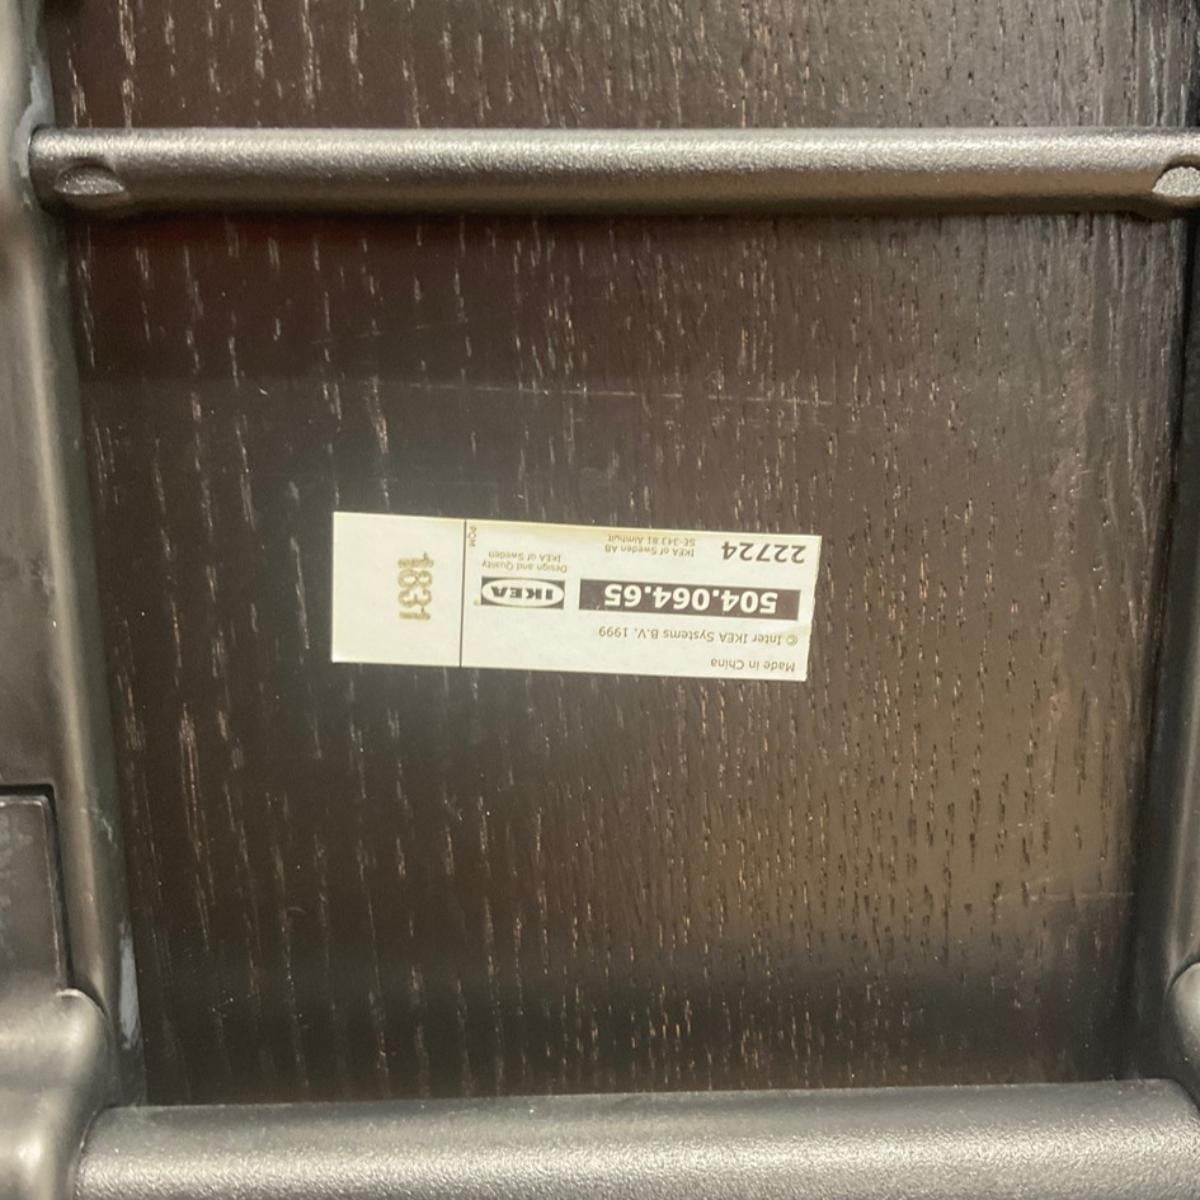 Made in China
© Inter IKEA Systems B.V. 1999
504.064.65
IKEA®
Design and Quality
IKEA of Sweden
22724
IKEA of Sweden AB
SE-343 81 Älmhult
PQM
1831